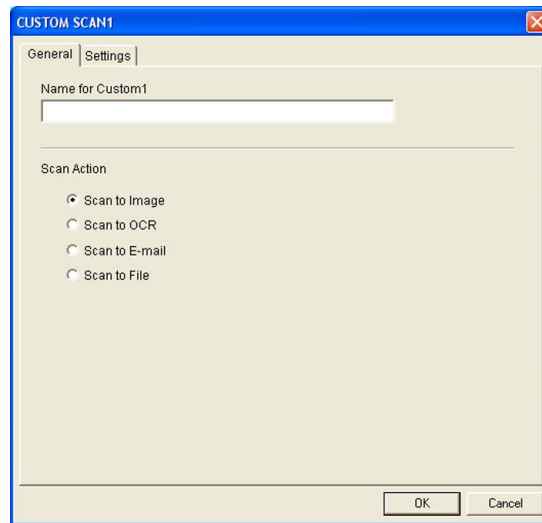 CUSTOM SCAN1
General Settings
Name for Custom1
Scan Action
Scan to Image
Scan to OCR
Scan to E-mail
Scan to File
OK Cancel